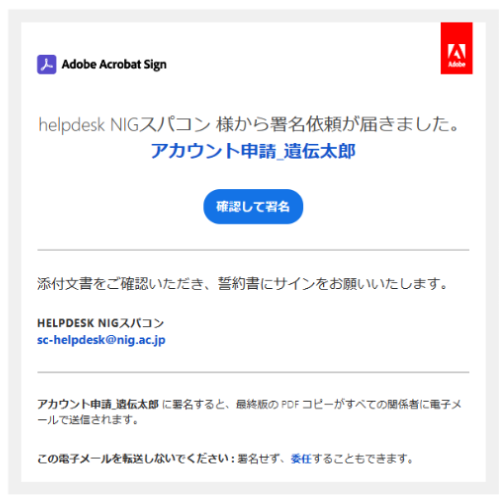 Adobe Acrobat Sign
Adobe
helpdesk NIGスパコン 様から署名依頼が届きました。
アカウント申請_遺伝太郎
確認して署名
添付文書をご確認いただき、誓約書にサインをお願いいたします。
HELPDESK NIGスパコン
sc-helpdesk@nig.ac.jp
アカウント申請_遺伝太郎 に署名すると、最終版の PDF コピーがすべての関係者に電子メ
ールで送信されます。
この電子メールを転送しないでください : 署名せず、委任することもできます。